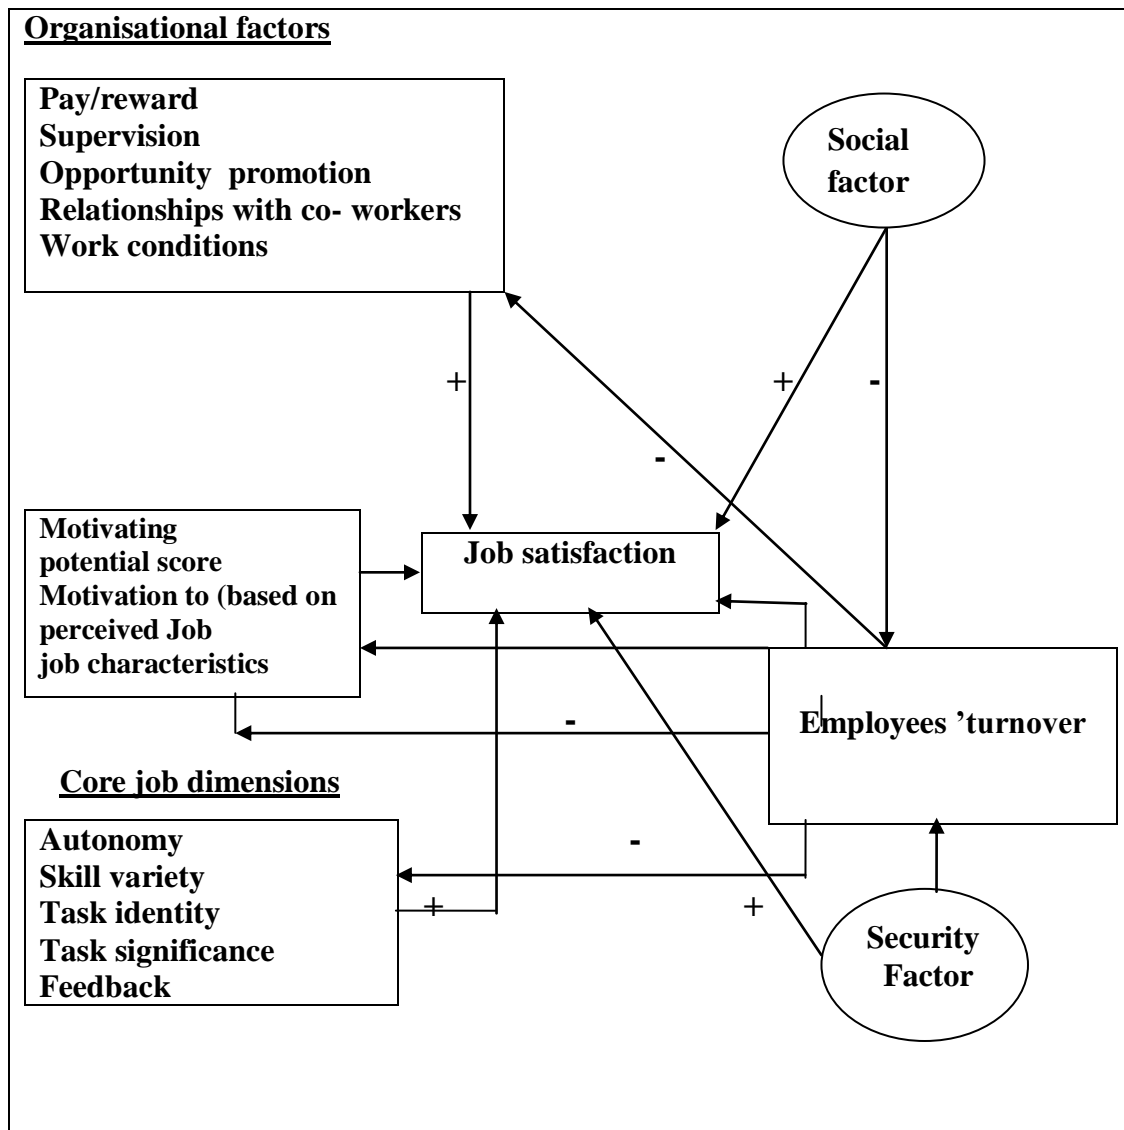 Organisational factors
Pay/reward
Supervision
Opportunity promotion
Relationships with co- workers
Work conditions
Social
factor
+
+
-
-
Motivating
potential score
Motivation to (based on
perceived Job
job characteristics
Job satisfaction
Employees 'turnover
-
Core job dimensions
Autonomy
Skill variety
Task identity
Task significance
Feedback
-
+
+
Security
Factor